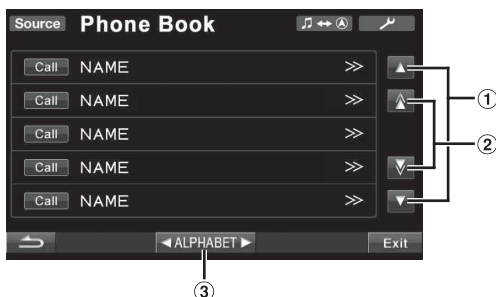 Source Phone Book
Call NAME >>
Call NAME >>
Call NAME >>
Call NAME >>
Call NAME >>
◄ ALPHABET ► Exit
①
②
③